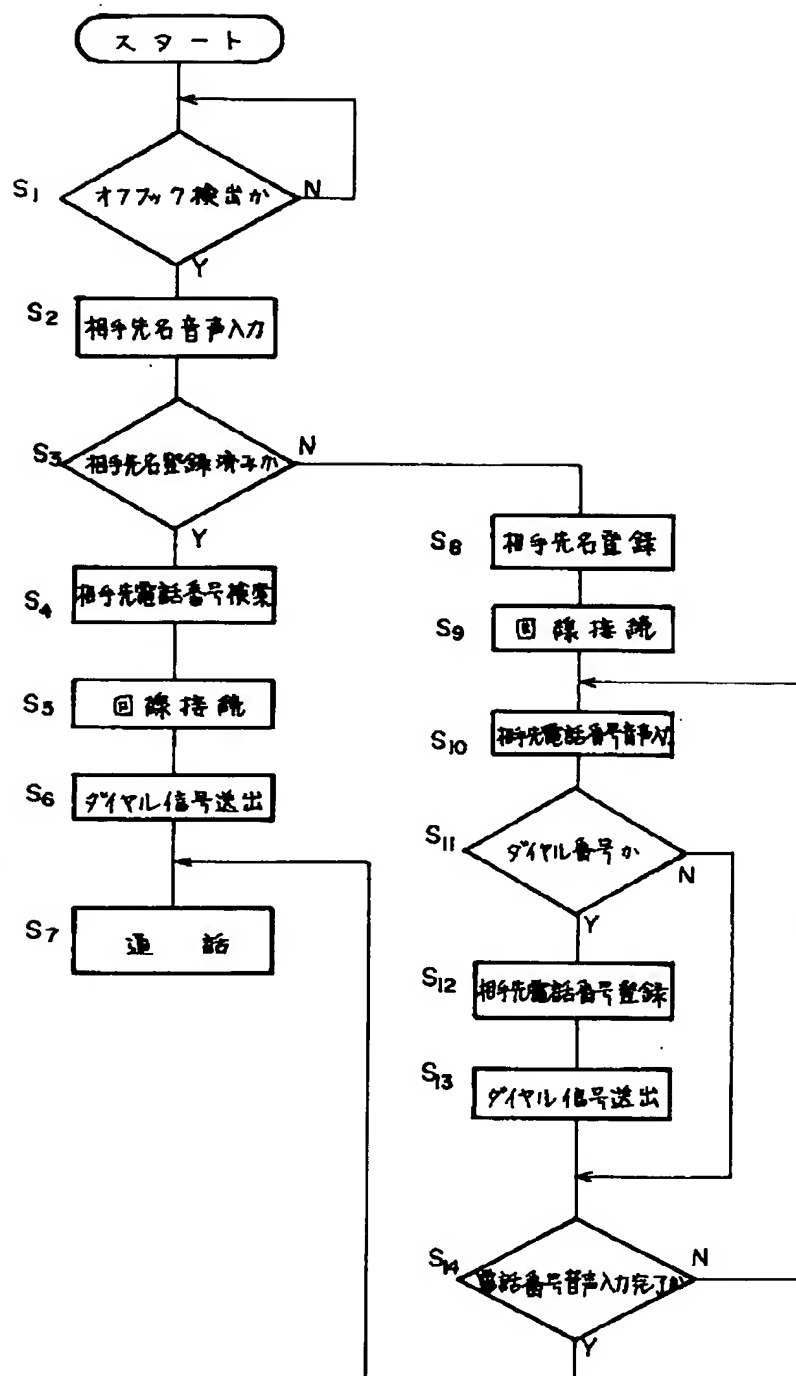 スタート
S1
オフフック検出か
N
Y
S2
相手先名音声入力
S3
相手先名登録済みか
N
Y
S4
相手先電話番号検索
S5
回線接続
S6
ダイヤル信号送出
S7
通話
S8
相手先名登録
S9
回線接続
S10
相手先電話番号音声入力
S11
ダイヤル番号か
N
Y
S12
相手先電話番号登録
S13
ダイヤル信号送出
S14
電話番号音声入力完了か
N
Y